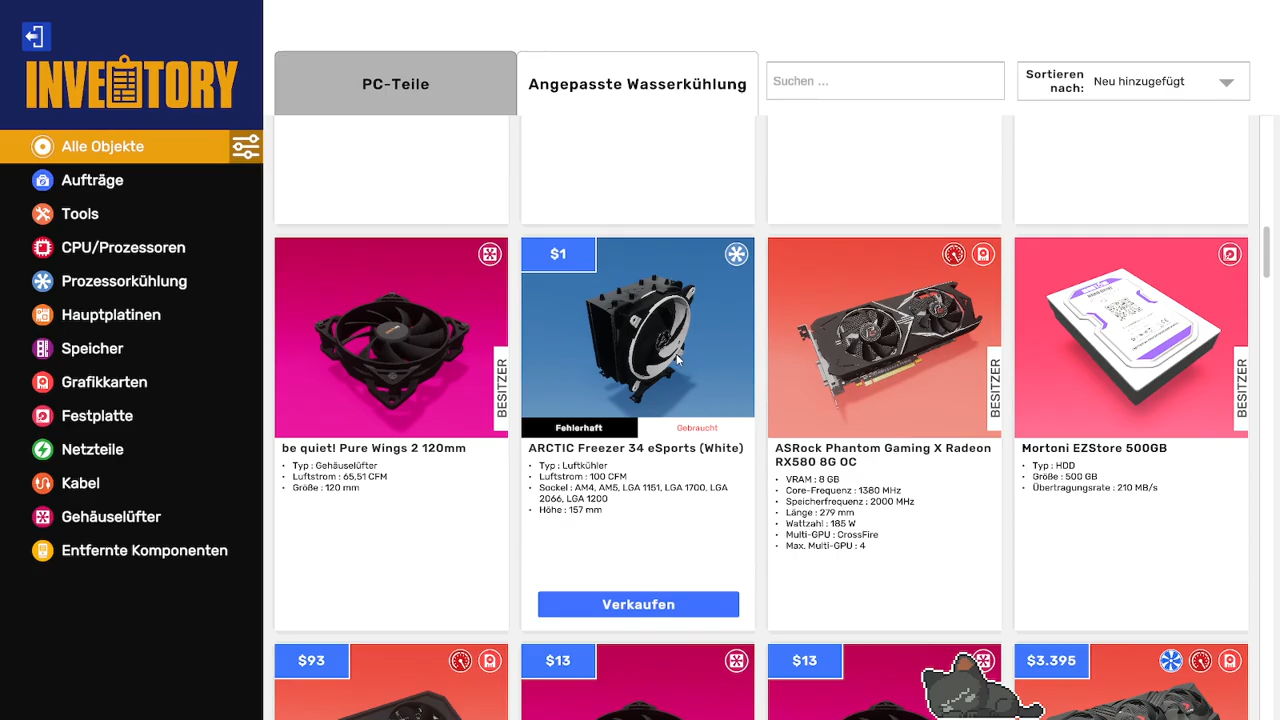 INVENTORY
PC-Teile
Angepasste Wasserkühlung
Suchen ...
Sortieren nach: Neu hinzugefügt
Alle Objekte
Aufträge
Tools
CPU/Prozessoren
Prozessorkühlung
Hauptplatinen
Speicher
Grafikkarten
Festplatte
Netzteile
Kabel
Gehäuselüfter
Entfernte Komponenten
BESITZER
be quiet! Pure Wings 2 120mm
• Typ : Gehäuselüfter
• Luftstrom : 65,51 CFM
• Größe : 120 mm
$1
Fehlerhaft
Gebraucht
ARCTIC Freezer 34 eSports (White)
• Typ : Luftkühler
• Luftstrom : 100 CFM
• Sockel : AM4, AM5, LGA 1151, LGA 1700, LGA
2066, LGA 1200
• Höhe : 157 mm
Verkaufen
BESITZER
ASRock Phantom Gaming X Radeon
RX580 8G OC
• VRAM : 8 GB
• Core-Frequenz : 1380 MHz
• Speicherfrequenz : 2000 MHz
• Länge : 279 mm
• Wattzahl : 185 W
• Multi-GPU : CrossFire
• Max. Multi-GPU : 4
BESITZER
Mortoni EZStore 500GB
• Typ : HDD
• Größe : 500 GB
• Übertragungsrate : 210 MB/s
$93
$13
$13
$3.395